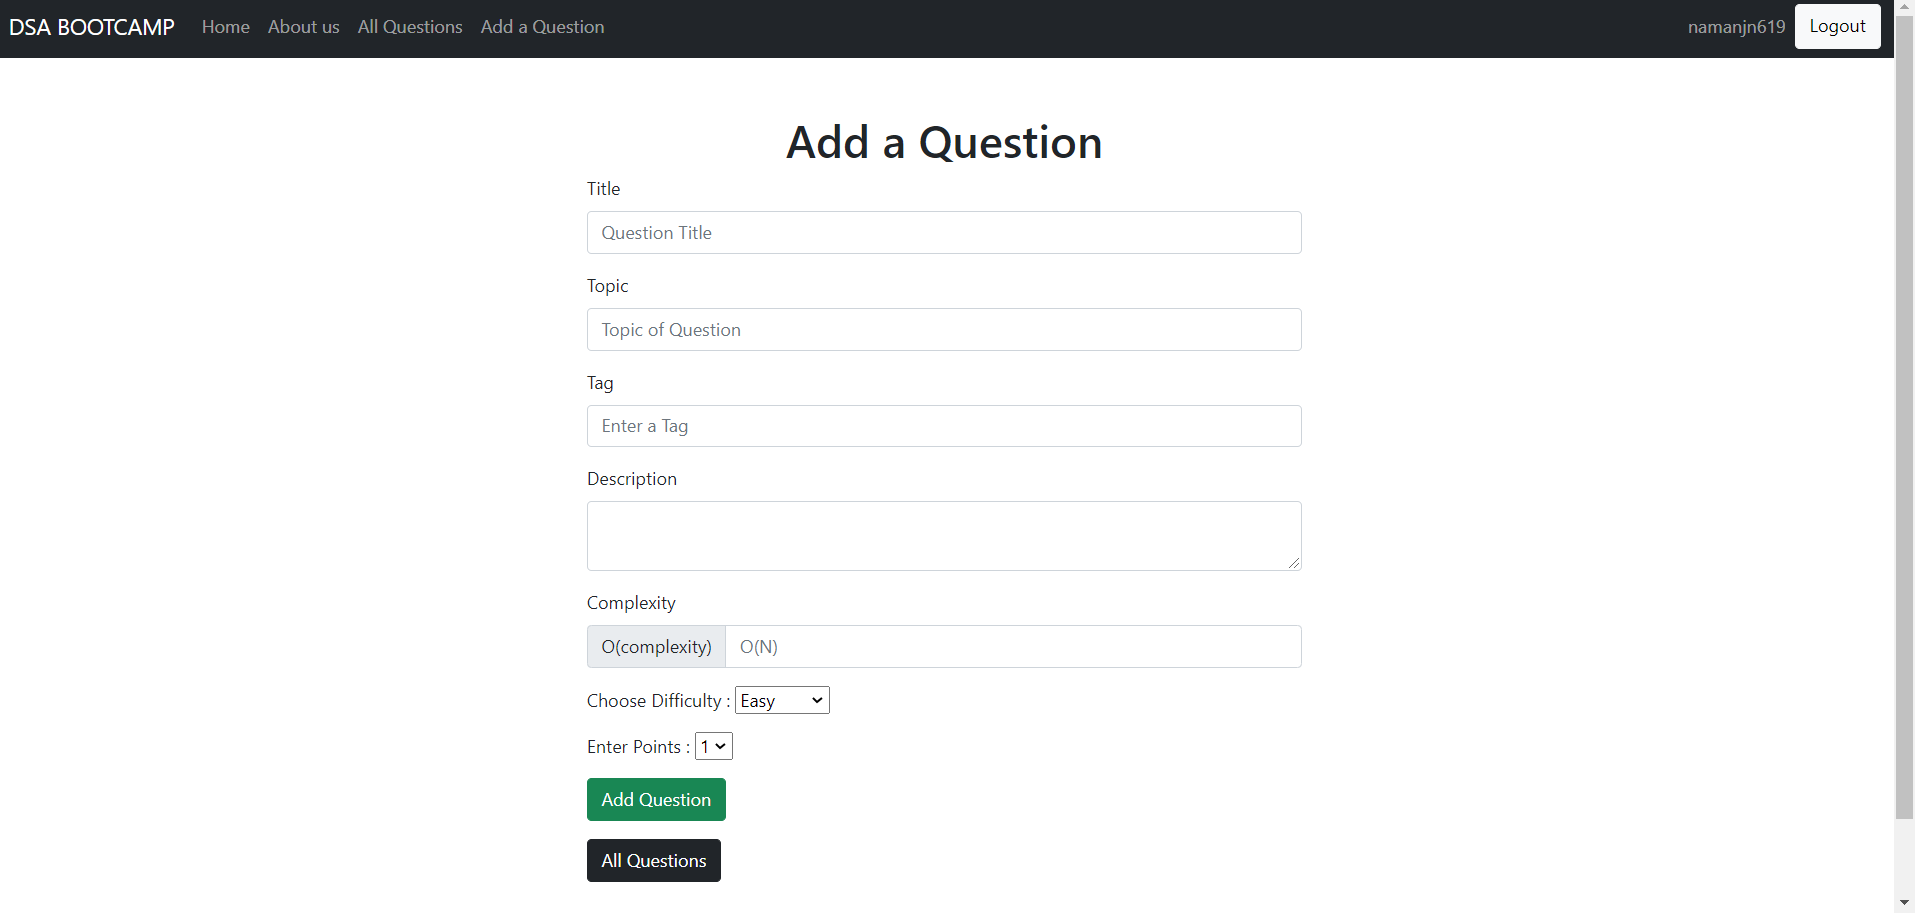 DSA BOOTCAMP Home About us All Questions Add a Question namanjn619 Logout
Add a Question
Title
Question Title
Topic
Topic of Question
Tag
Enter a Tag
Description
Complexity
O(complexity) O(N)
Choose Difficulty : Easy
Enter Points : 1
Add Question
All Questions